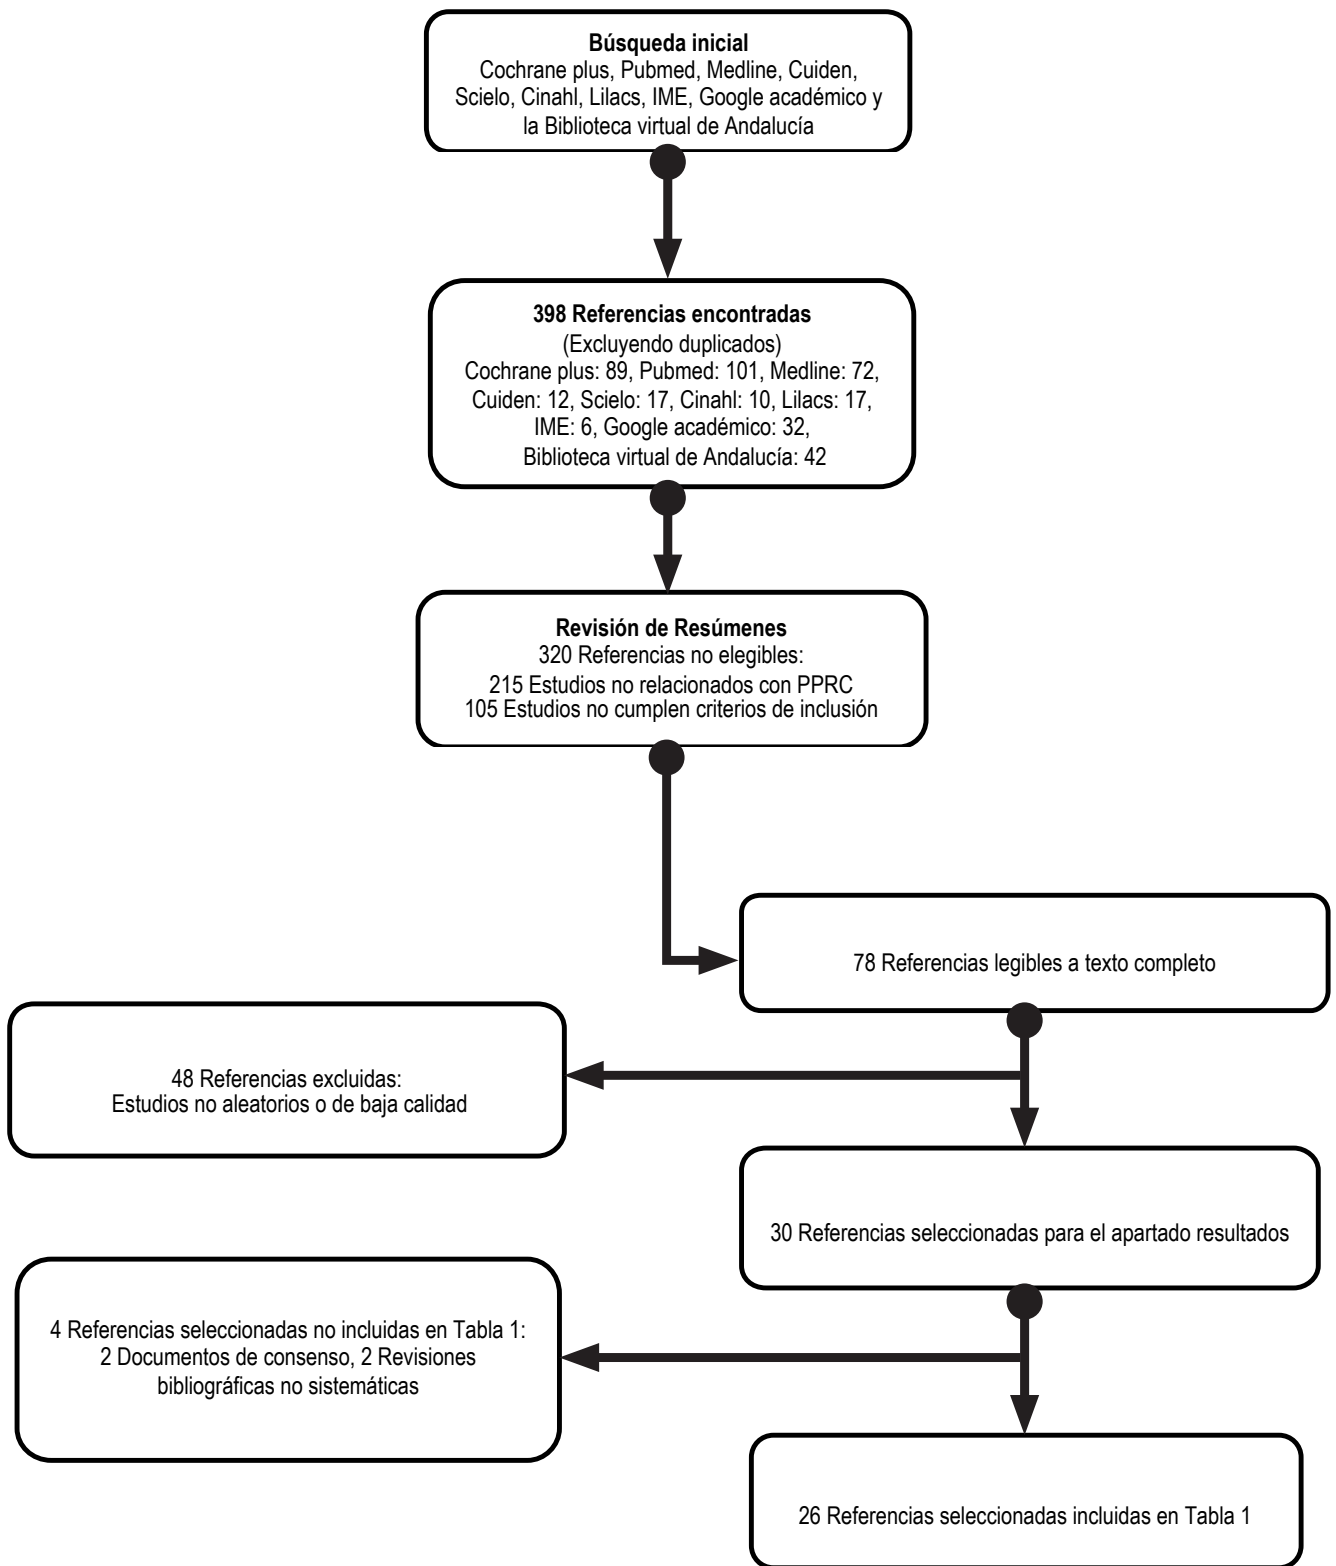 Búsqueda inicial
Cochrane plus, Pubmed, Medline, Cuiden,
Scielo, Cinahl, Lilacs, IME, Google académico y
la Biblioteca virtual de Andalucía
398 Referencias encontradas
(Excluyendo duplicados)
Cochrane plus: 89, Pubmed: 101, Medline: 72,
Cuiden: 12, Scielo: 17, Cinahl: 10, Lilacs: 17,
IME: 6, Google académico: 32,
Biblioteca virtual de Andalucía: 42
Revisión de Resúmenes
320 Referencias no elegibles:
215 Estudios no relacionados con PPRC
105 Estudios no cumplen criterios de inclusión
78 Referencias legibles a texto completo
48 Referencias excluidas:
Estudios no aleatorios o de baja calidad
30 Referencias seleccionadas para el apartado resultados
4 Referencias seleccionadas no incluidas en Tabla 1:
2 Documentos de consenso, 2 Revisiones
bibliográficas no sistemáticas
26 Referencias seleccionadas incluidas en Tabla 1